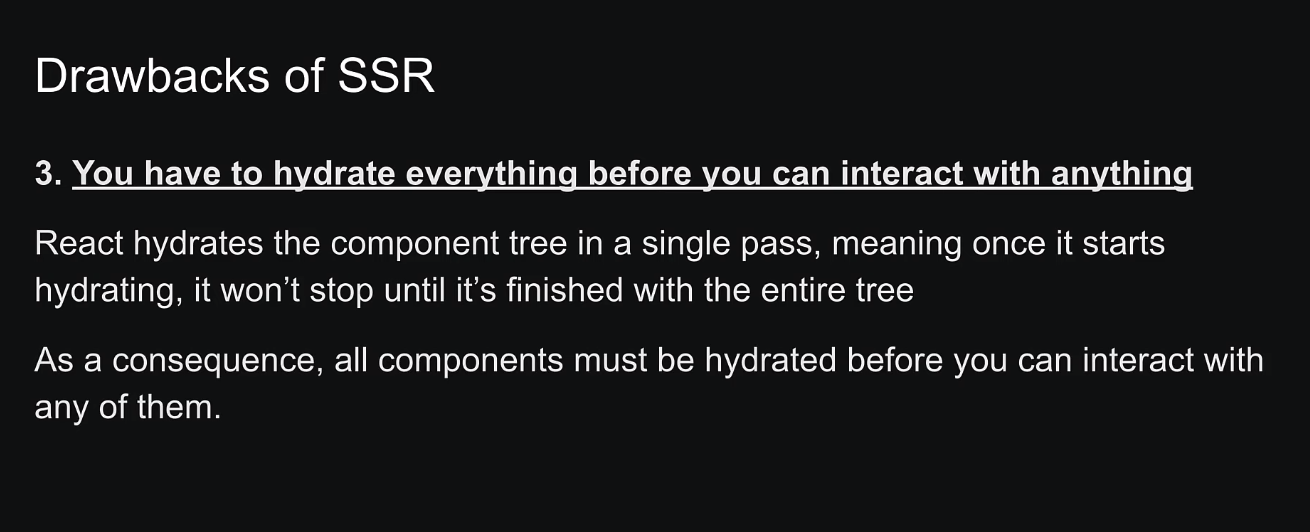 Drawbacks of SSR
3. You have to hydrate everything before you can interact with anything
React hydrates the component tree in a single pass, meaning once it starts
hydrating, it won’t stop until it’s finished with the entire tree
As a consequence, all components must be hydrated before you can interact with
any of them.